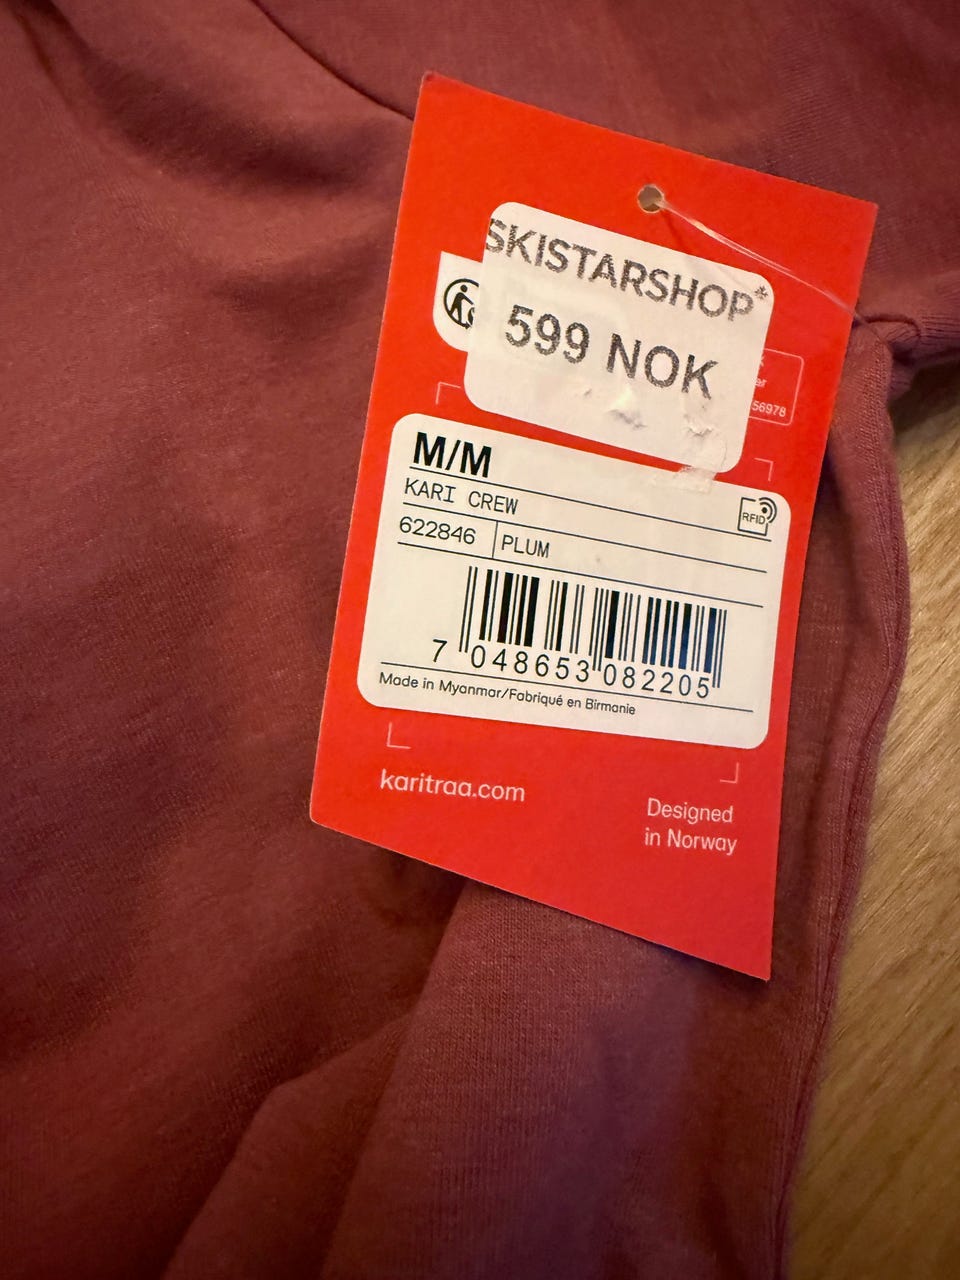 SKISTARSHOP*
599 NOK
56978
M/M
KARI CREW
RFID
622846 PLUM
7 048653 082205
Made in Myanmar/Fabriqué en Birmanie
karitraa.com
Designed
in Norway